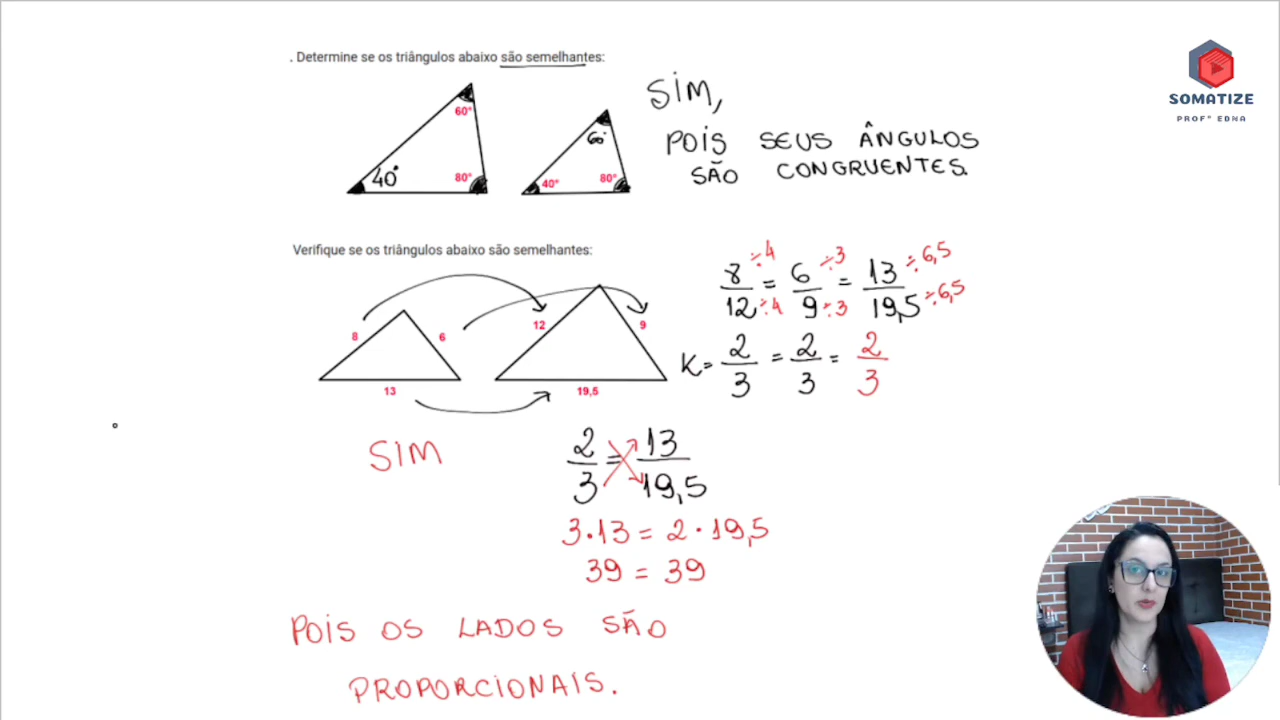 . Determine se os triângulos abaixo são semelhantes:
SOMATIZE
PROFª EDNA
60°
40°
80°
60°
40°
80°
SIM,
POIS SEUS ÂNGULOS
SÃO CONGRUENTES.
Verifique se os triângulos abaixo são semelhantes:
8
6
13
12
9
19,5
8 ÷4 = 6 ÷3 = 13 ÷6,5
12 ÷4 9 ÷3 19,5 ÷6,5
K = 2 = 2 = 2
3 3 3
SIM
2 = 13
3 19,5
3·13 = 2·19,5
39 = 39
POIS OS LADOS SÃO
PROPORCIONAIS.